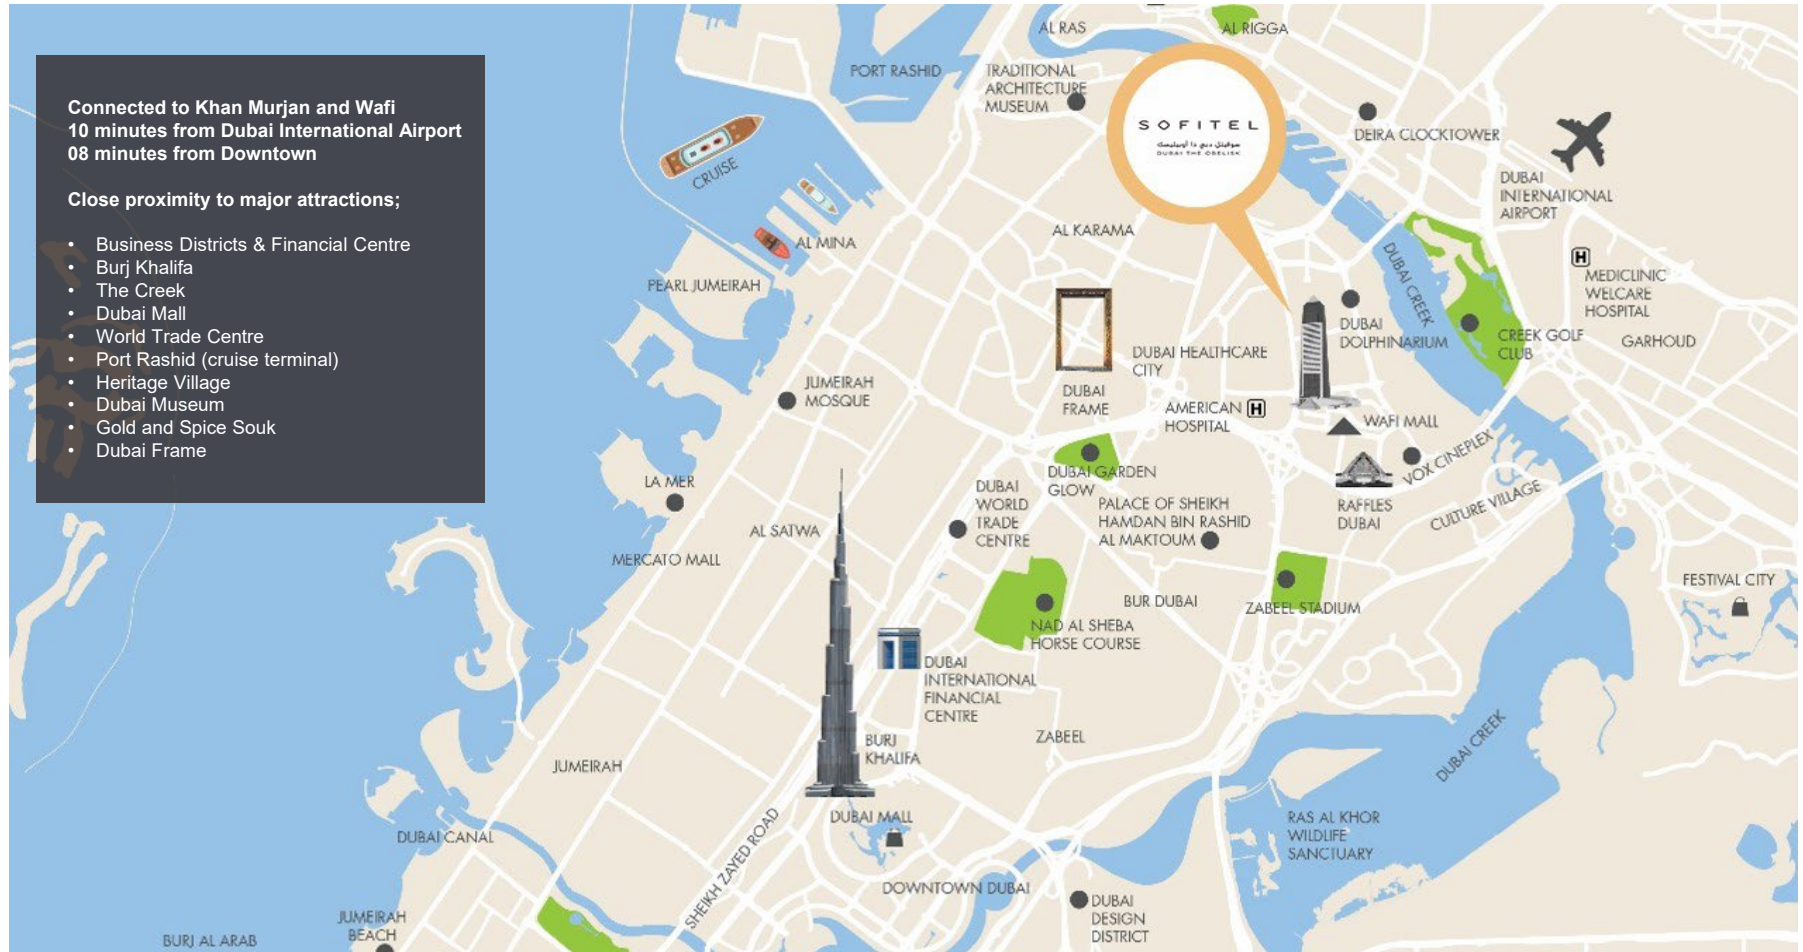 Connected to Khan Murjan and Wafi
10 minutes from Dubai International Airport
08 minutes from Downtown
Close proximity to major attractions;
• Business Districts & Financial Centre
• Burj Khalifa
• The Creek
• Dubai Mall
• World Trade Centre
• Port Rashid (cruise terminal)
• Heritage Village
• Dubai Museum
• Gold and Spice Souk
• Dubai Frame
AL RAS
AL RIGGA
PORT RASHID
TRADITIONAL
ARCHITECTURE
MUSEUM
SOFITEL
سوفيتل دبي ذا أوبيليسك
DUBAI THE OBELISK
DEIRA CLOCKTOWER
CRUISE
DUBAI
INTERNATIONAL
AIRPORT
AL KARAMA
AL MINA
PEARL JUMEIRAH
DUBAI CREEK
H
MEDICLINIC
WELCARE
HOSPITAL
DUBAI
DOLPHINARIUM
CREEK GOLF
CLUB
GARHOUD
DUBAI HEALTHCARE
CITY
JUMEIRAH
MOSQUE
DUBAI
FRAME
AMERICAN
HOSPITAL
H
WAFI MALL
VOX CINEPLEX
DUBAI GARDEN
GLOW
LA MER
DUBAI
WORLD
TRADE
CENTRE
PALACE OF SHEIKH
HAMDAN BIN RASHID
AL MAKTOUM
RAFFLES
DUBAI
CULTURE VILLAGE
AL SATWA
MERCATO MALL
FESTIVAL CITY
BUR DUBAI
ZABEEL STADIUM
NAD AL SHEBA
HORSE COURSE
DUBAI
INTERNATIONAL
FINANCIAL
CENTRE
BURJ
KHALIFA
ZABEEL
DUBAI CREEK
JUMEIRAH
DUBAI MALL
DUBAI CANAL
SHEIKH ZAYED ROAD
RAS AL KHOR
WILDLIFE
SANCTUARY
DOWNTOWN DUBAI
DUBAI
DESIGN
DISTRICT
JUMEIRAH
BEACH
BURJ AL ARAB